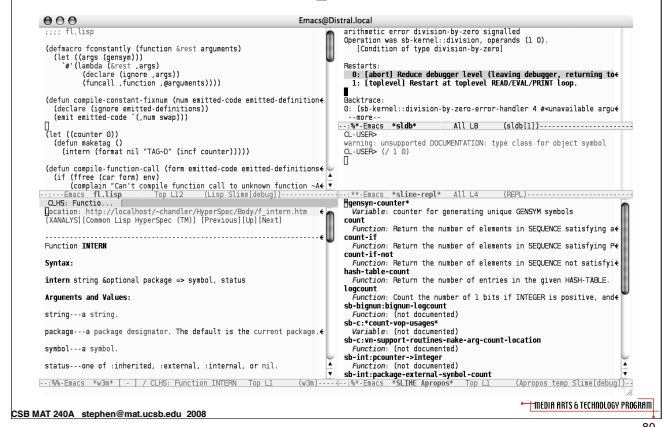 Emacs@Distral.local
;;;; fl.lisp
(defmacro fconstantly (function &rest arguments)
(let ((args (gensym)))
`#'(lambda (&rest ,args)
(declare (ignore ,args))
(funcall ,function ,@arguments))))
(defun compile-constant-fixnum (num emitted-code emitted-definition
(declare (ignore emitted-definitions))
(emit emitted-code `(,num swap)))
(let ((counter 0))
(defun maketag ()
(intern (format nil "TAG~D" (incf counter)))))
(defun compile-function-call (form emitted-code emitted-definitions
(if (ffree (car form) env)
(complain "Can't compile function call to unknown function ~A
--:---Emacs fl.lisp Top L12 (Lisp Slime[debug])---
arithmetic error division-by-zero signalled
Operation was sb-kernel::division, operands (1 0).
[Condition of type division-by-zero]
Restarts:
0: [abort] Reduce debugger level (leaving debugger, returning to
1: [toplevel] Restart at toplevel READ/EVAL/PRINT loop.
Backtrace:
0: (sb-kernel::division-by-zero-error-handler 4 #<unavailable argu
--more--
--:%*-Emacs *sldb* All L8 (sldb[1])---
CL-USER>
warning: unsupported DOCUMENTATION: type class for object symbol
CL-USER> (/ 1 0)
--:**-Emacs *slime-repl* All L4 (REPL)---
CLHS: Functio...
Location: http://localhost/~chandler/HyperSpec/Body/f_intern.htm
[XANALYS][Common Lisp HyperSpec (TM)] [Previous][Up][Next]
Function INTERN
Syntax:
intern string &optional package => symbol, status
Arguments and Values:
string---a string.
package---a package designator. The default is the current package.
symbol---a symbol.
status---one of :inherited, :external, :internal, or nil.
--:%%-Emacs *w3m* [ - ] / CLHS: Function INTERN Top L1 (w3m)---
*gensym-counter*
Variable: counter for generating unique GENSYM symbols
count
Function: Return the number of elements in SEQUENCE satisfying a
count-if
Function: Return the number of elements in SEQUENCE satisfying P
count-if-not
Function: Return the number of elements in SEQUENCE not satisfyi
hash-table-count
Function: Return the number of entries in the given HASH-TABLE.
logcount
Function: Count the number of 1 bits if INTEGER is positive, and
sb-bignum:bignum-logcount
Function: (not documented)
sb-c:*count-vop-usages*
Variable: (not documented)
sb-c:vn-support-routines-make-arg-count-location
Function: (not documented)
sb-int:pcounter->integer
Function: (not documented)
sb-int:package-external-symbol-count
--:%*-Emacs *SLIME Apropos* Top L1 (Apropos temp Slime[debug])--
MEDIA ARTS & TECHNOLOGY PROGRAM
CSB MAT 240A stephen@mat.ucsb.edu 2008